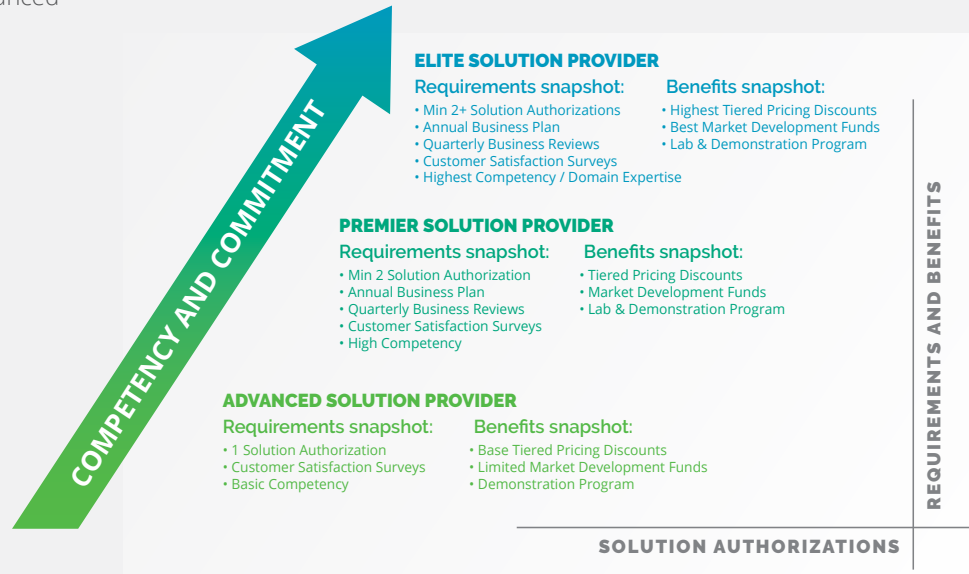 ELITE SOLUTION PROVIDER
Requirements snapshot:
• Min 2+ Solution Authorizations
• Annual Business Plan
• Quarterly Business Reviews
• Customer Satisfaction Surveys
• Highest Competency / Domain Expertise
Benefits snapshot:
• Highest Tiered Pricing Discounts
• Best Market Development Funds
• Lab & Demonstration Program
PREMIER SOLUTION PROVIDER
Requirements snapshot:
• Min 2 Solution Authorization
• Annual Business Plan
• Quarterly Business Reviews
• Customer Satisfaction Surveys
• High Competency
Benefits snapshot:
• Tiered Pricing Discounts
• Market Development Funds
• Lab & Demonstration Program
ADVANCED SOLUTION PROVIDER
Requirements snapshot:
• 1 Solution Authorization
• Customer Satisfaction Surveys
• Basic Competency
Benefits snapshot:
• Base Tiered Pricing Discounts
• Limited Market Development Funds
• Demonstration Program
COMPETENCY AND COMMITMENT
REQUIREMENTS AND BENEFITS
SOLUTION AUTHORIZATIONS